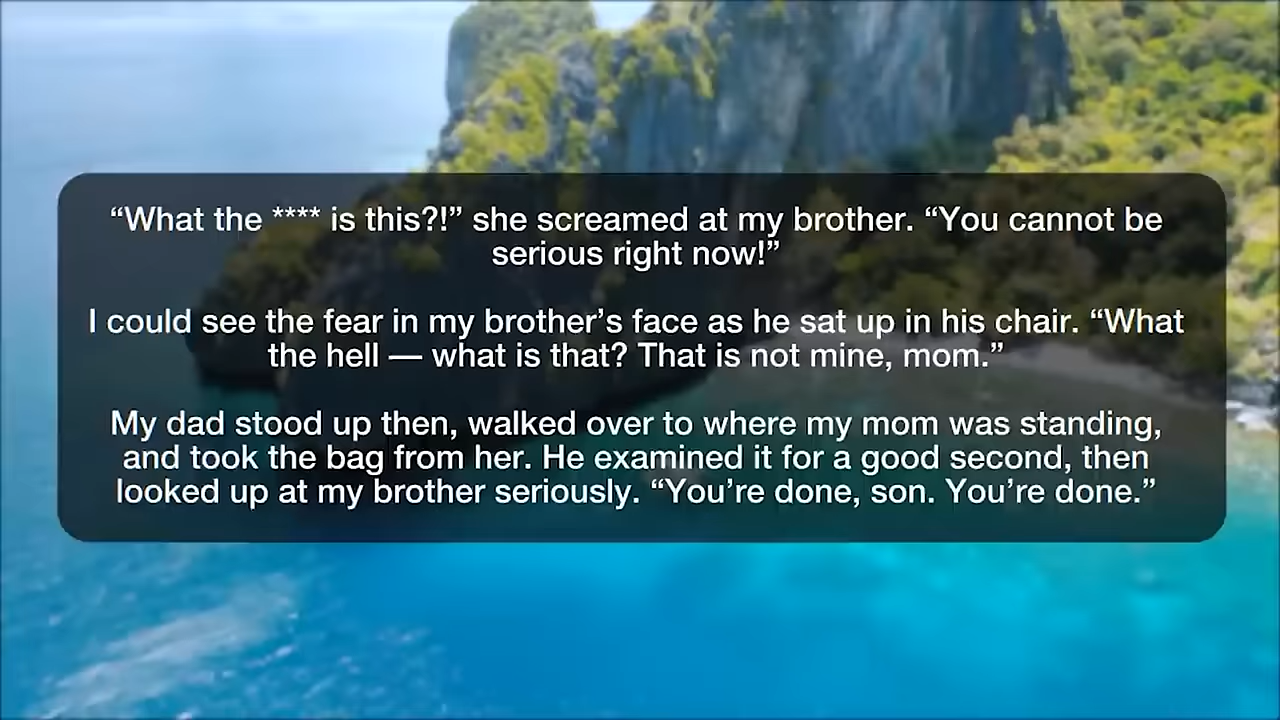 “What the **** is this?!” she screamed at my brother. “You cannot be
serious right now!”
I could see the fear in my brother’s face as he sat up in his chair. “What
the hell — what is that? That is not mine, mom.”
My dad stood up then, walked over to where my mom was standing,
and took the bag from her. He examined it for a good second, then
looked up at my brother seriously. “You’re done, son. You’re done.”